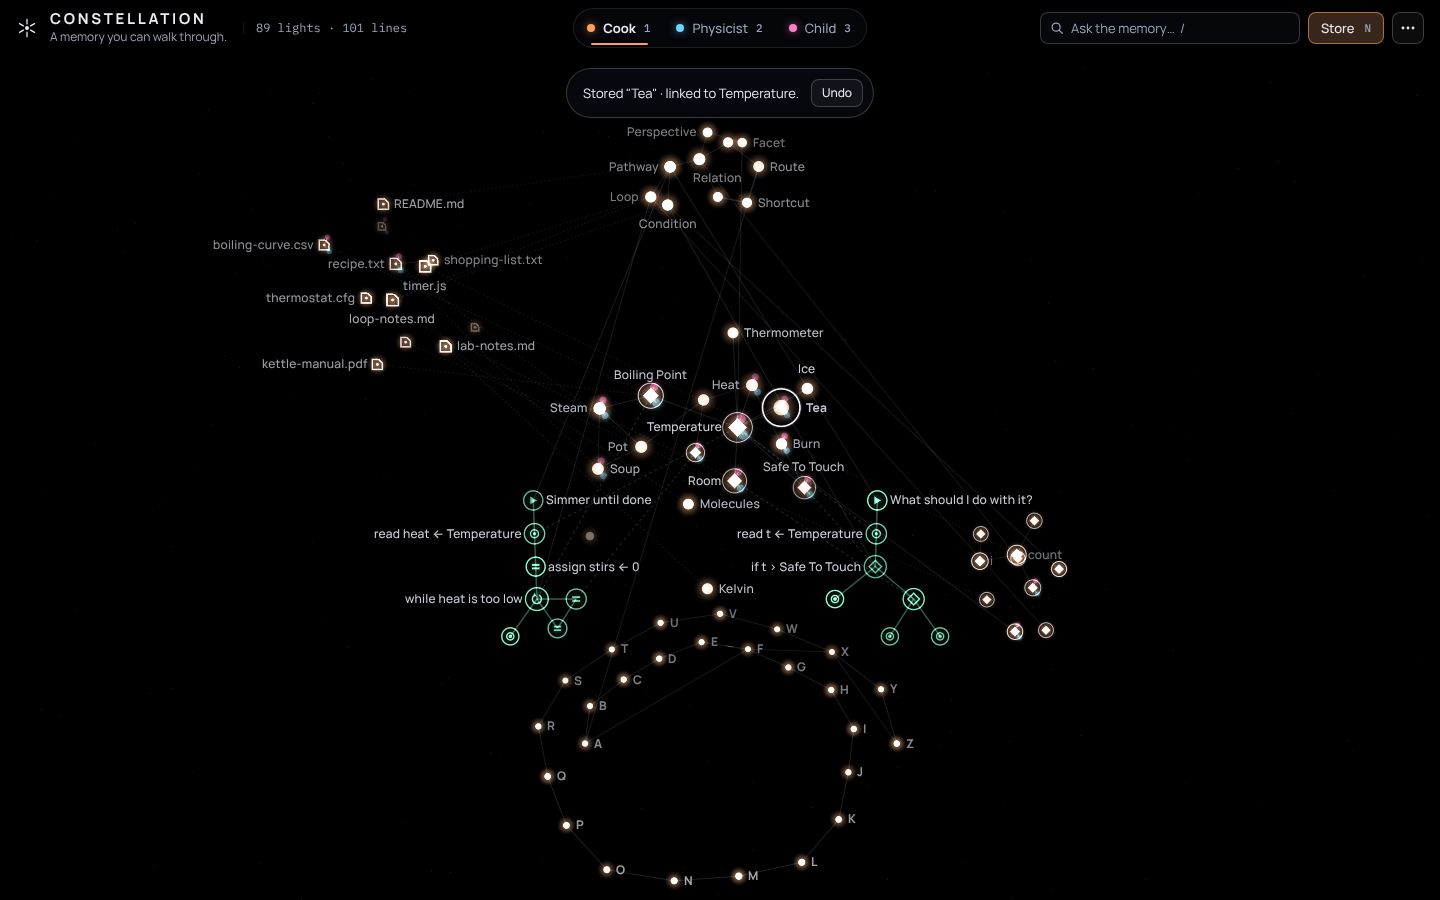 CONSTELLATION
A memory you can walk through.
89 lights · 101 lines
Cook 1
Physicist 2
Child 3
Ask the memory... /
Store N
Stored "Tea" · linked to Temperature.
Undo
Perspective
Facet
Pathway
Route
Relation
Loop
Shortcut
Condition
README.md
boiling-curve.csv
recipe.txt
shopping-list.txt
timer.js
thermostat.cfg
loop-notes.md
lab-notes.md
kettle-manual.pdf
Thermometer
Ice
Boiling Point
Heat
Steam
Tea
Temperature
Pot
Burn
Soup
Safe To Touch
Room
Molecules
Simmer until done
What should I do with it?
read heat ← Temperature
read t ← Temperature
assign stirs ← 0
if t > Safe To Touch
i
count
while heat is too low
Kelvin
V
U
W
T
E
F
X
D
G
S
C
H
Y
B
R
I
A
Z
Q
J
P
K
O
L
N
M